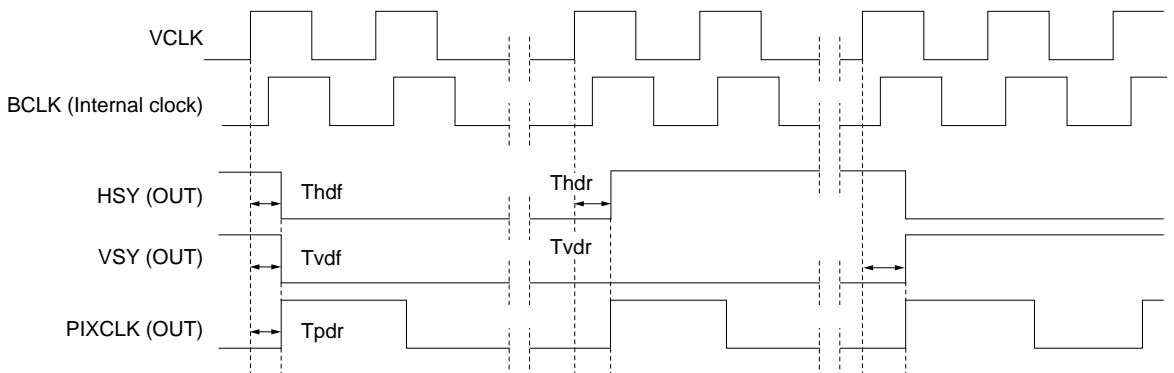 VCLK
BCLK (Internal clock)
HSY (OUT)
Thdf
Thdr
VSY (OUT)
Tvdf
Tvdr
PIXCLK (OUT)
Tpdr